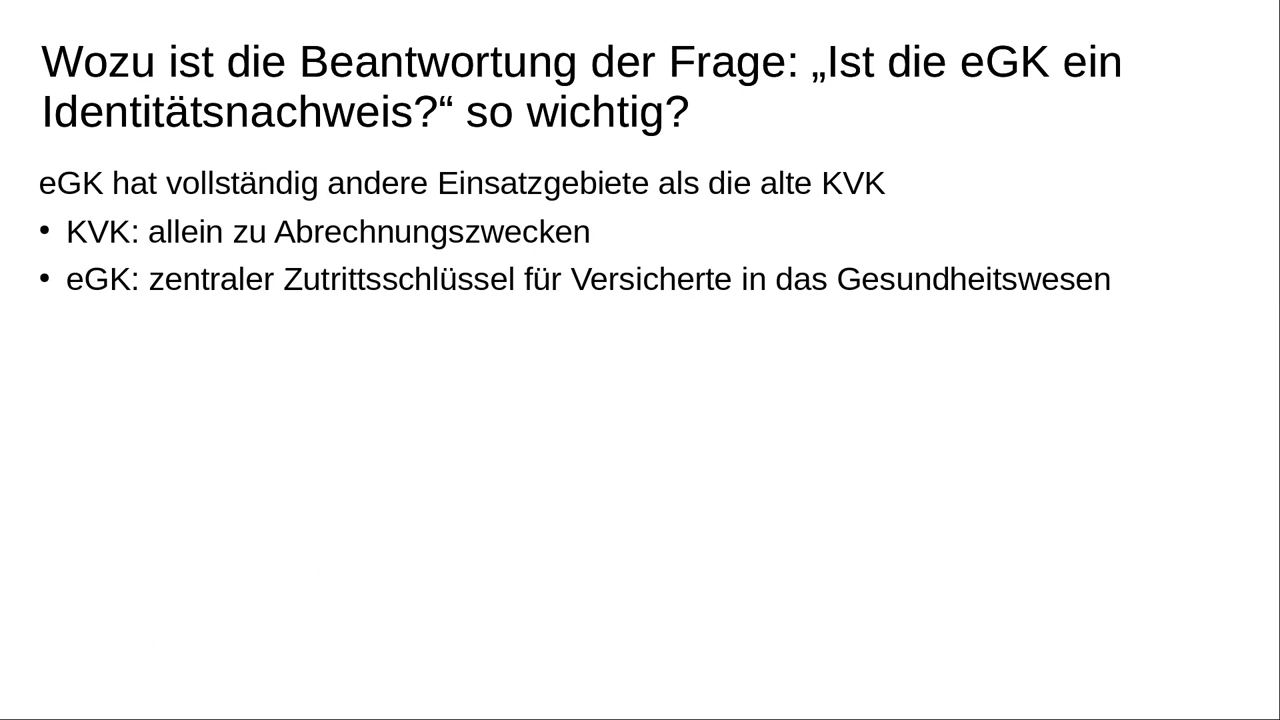 Wozu ist die Beantwortung der Frage: „Ist die eGK ein
Identitätsnachweis?“ so wichtig?
eGK hat vollständig andere Einsatzgebiete als die alte KVK
• KVK: allein zu Abrechnungszwecken
• eGK: zentraler Zutrittsschlüssel für Versicherte in das Gesundheitswesen